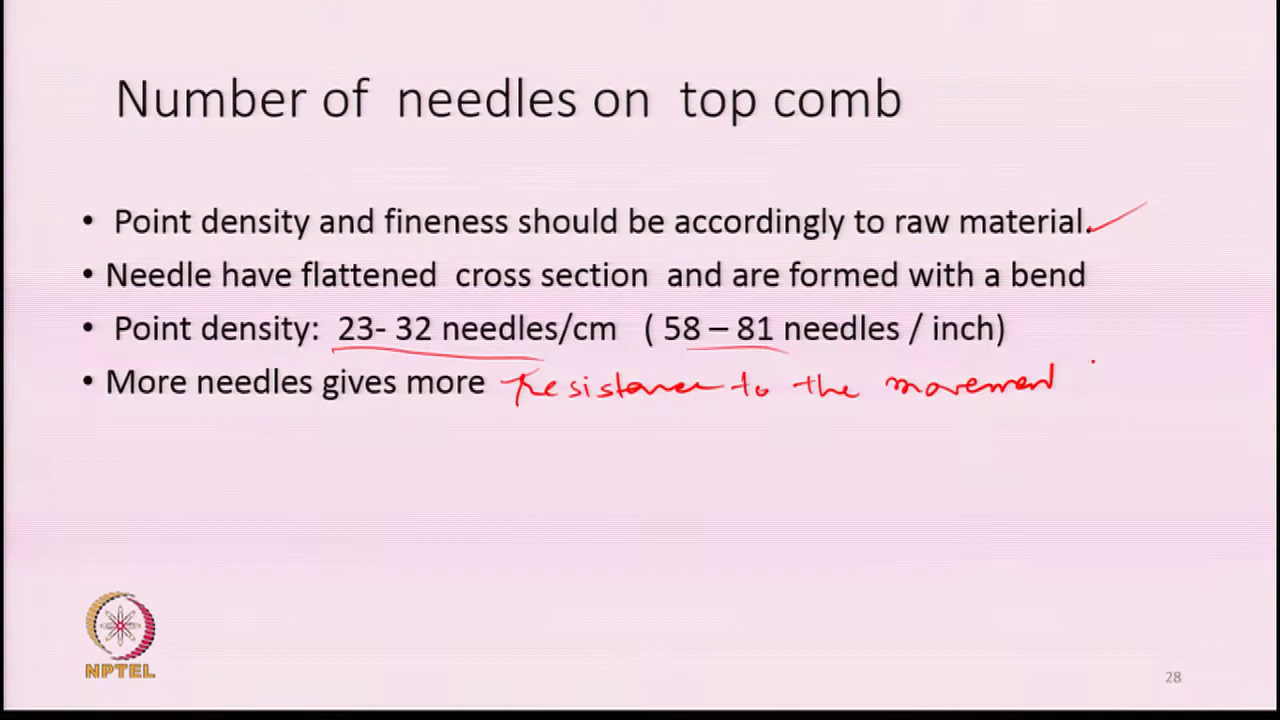 Number of needles on top comb
• Point density and fineness should be accordingly to raw material.
• Needle have flattened cross section and are formed with a bend
• Point density: 23- 32 needles/cm ( 58 – 81 needles / inch)
• More needles gives more resistance to the movement
NPTEL
28